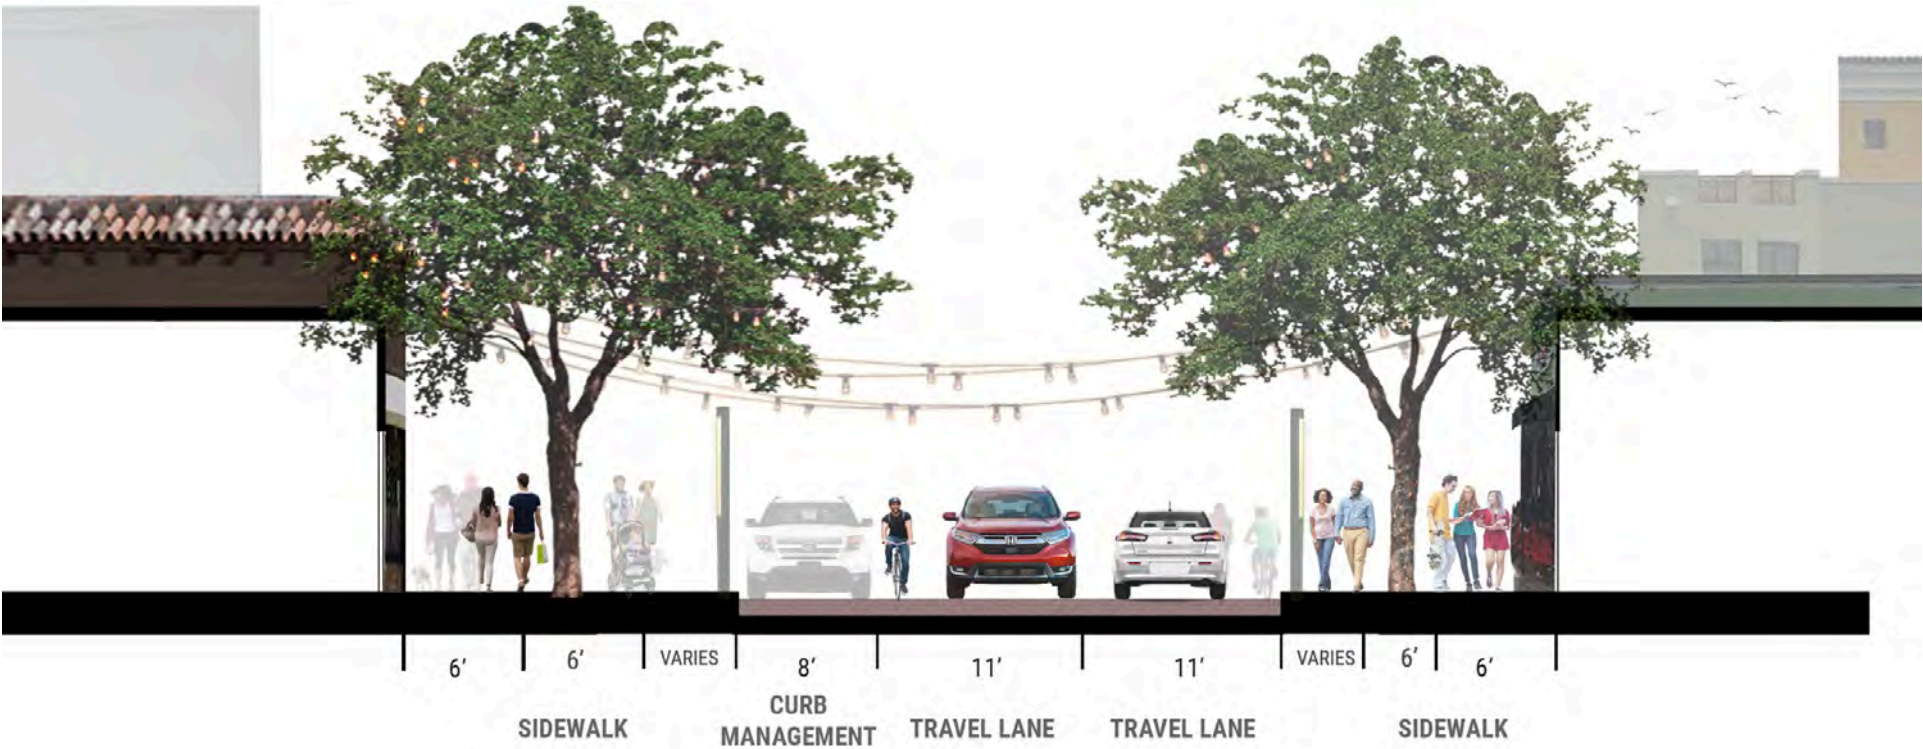 6’ 6’ VARIES 8’ 11’ 11’ VARIES 6’ 6’
SIDEWALK
CURB
MANAGEMENT
TRAVEL LANE
TRAVEL LANE
SIDEWALK